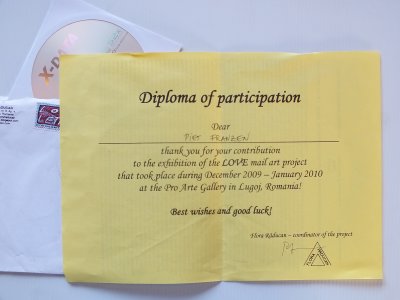 X-DATA
Diploma of participation
Dear
PIET FRANZEN
thank you for your contribution
to the exhibition of the LOVE mail art project
that took place during December 2009 – January 2010
at the Pro Arte Gallery in Lugoj, Romania!
Best wishes and good luck!
Flora Răducan – coordinator of the project